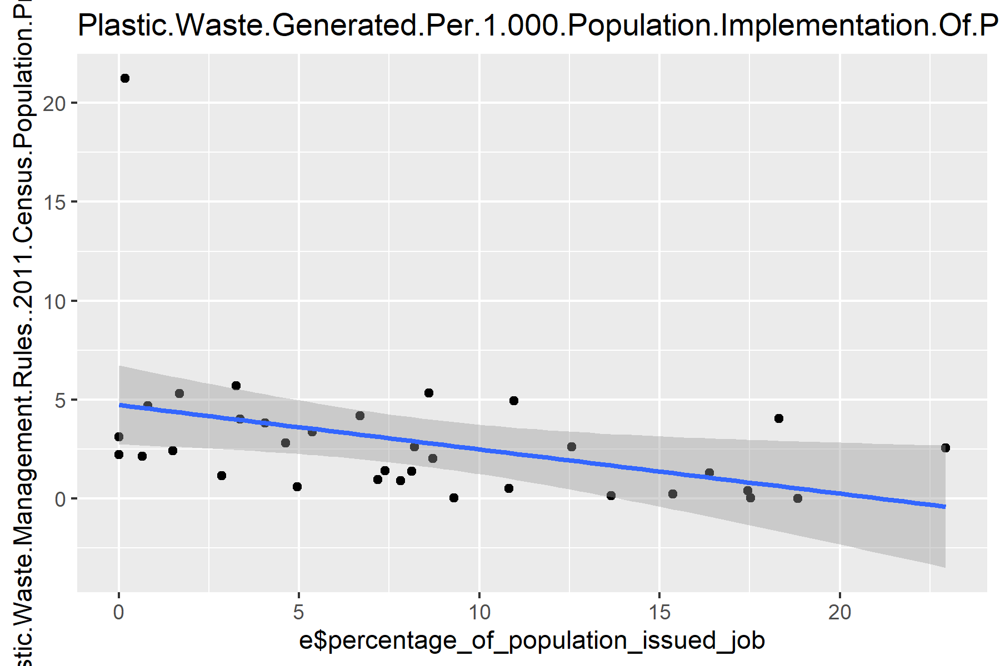 Plastic.Waste.Generated.Per.1.000.Population.Implementation.Of.P
stic.Waste.Management.Rules..2011.Census.Population.Pr
20
15
10
5
0
0 5 10 15 20
e$percentage_of_population_issued_job